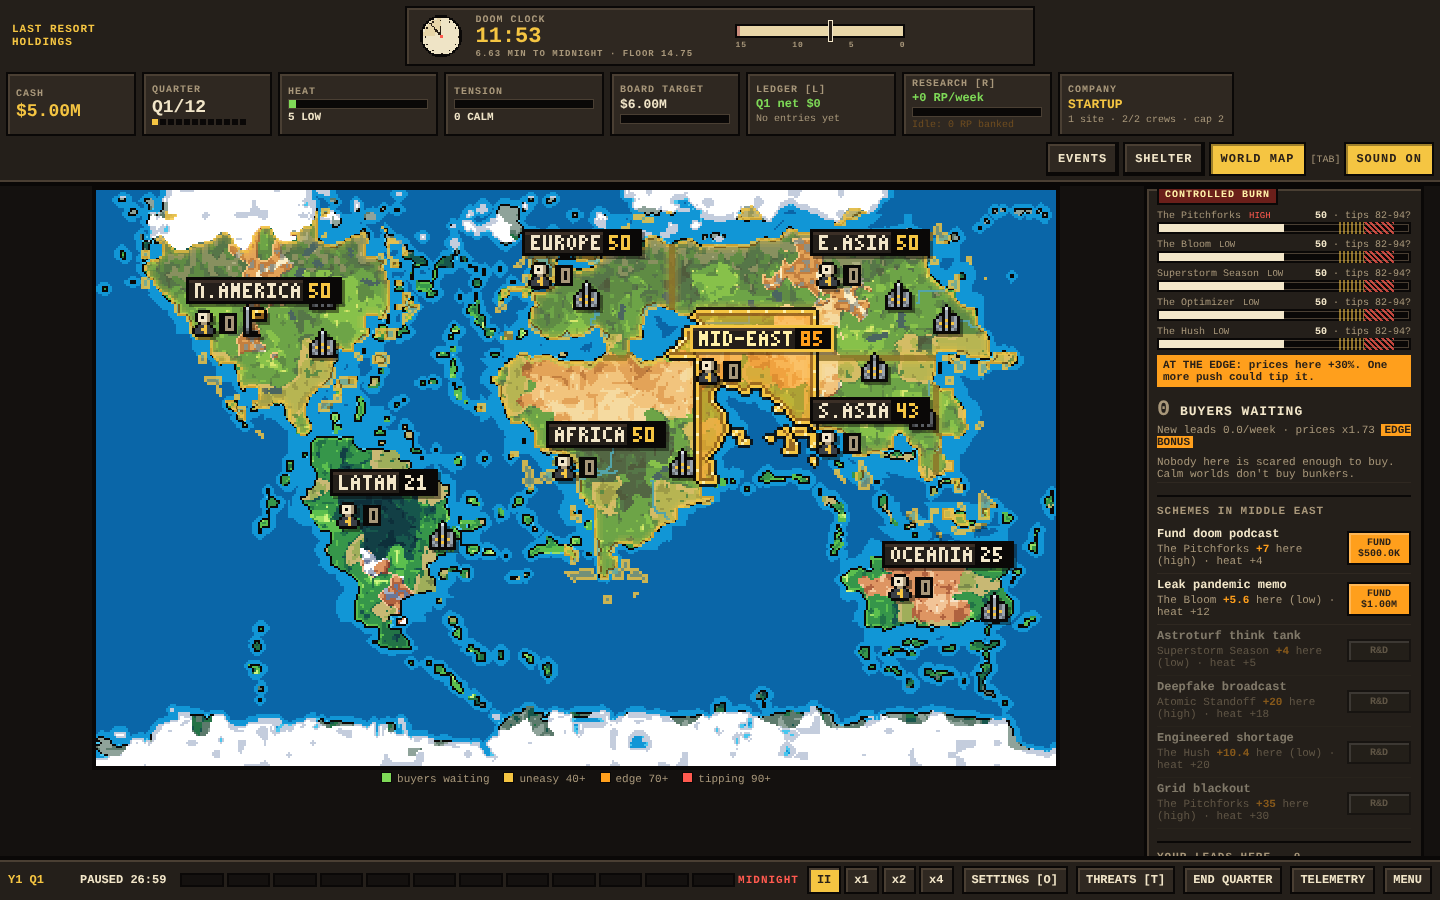 LAST RESORT
HOLDINGS
DOOM CLOCK
11:53
6.63 MIN TO MIDNIGHT · FLOOR 14.75
15 10 5 0
CASH
$5.00M
QUARTER
Q1/12
HEAT
5 LOW
TENSION
0 CALM
BOARD TARGET
$6.00M
LEDGER [L]
Q1 net $0
No entries yet
RESEARCH [R]
+0 RP/week
Idle: 0 RP banked
COMPANY
STARTUP
1 site · 2/2 crews · cap 2
EVENTS
SHELTER
WORLD MAP
[TAB]
SOUND ON
EUROPE 50
0
E.ASIA 50
0
N.AMERICA 50
0
MID-EAST 85
0
S.ASIA 43
0
AFRICA 50
0
LATAM 21
0
OCEANIA 25
0
buyers waiting
uneasy 40+
edge 70+
tipping 90+
CONTROLLED BURN
The Pitchforks HIGH 50 · tips 82-94?
The Bloom LOW 50 · tips 82-94?
Superstorm Season LOW 50 · tips 82-94?
The Optimizer LOW 50 · tips 82-94?
The Hush LOW 50 · tips 82-94?
AT THE EDGE: prices here +30%. One
more push could tip it.
0 BUYERS WAITING
New leads 0.0/week · prices x1.73 EDGE
BONUS
Nobody here is scared enough to buy.
Calm worlds don't buy bunkers.
SCHEMES IN MIDDLE EAST
Fund doom podcast
The Pitchforks +7 here
(high) · heat +4
FUND
$500.0K
Leak pandemic memo
The Bloom +5.6 here (low) ·
heat +12
FUND
$1.00M
Astroturf think tank
Superstorm Season +4 here
(low) · heat +5
R&D
Deepfake broadcast
Atomic Standoff +20 here
(high) · heat +18
R&D
Engineered shortage
The Hush +10.4 here (low) ·
heat +20
R&D
Grid blackout
The Pitchforks +35 here
(high) · heat +30
R&D
Y1 Q1
PAUSED 26:59
MIDNIGHT
II
x1
x2
x4
SETTINGS [O]
THREATS [T]
END QUARTER
TELEMETRY
MENU